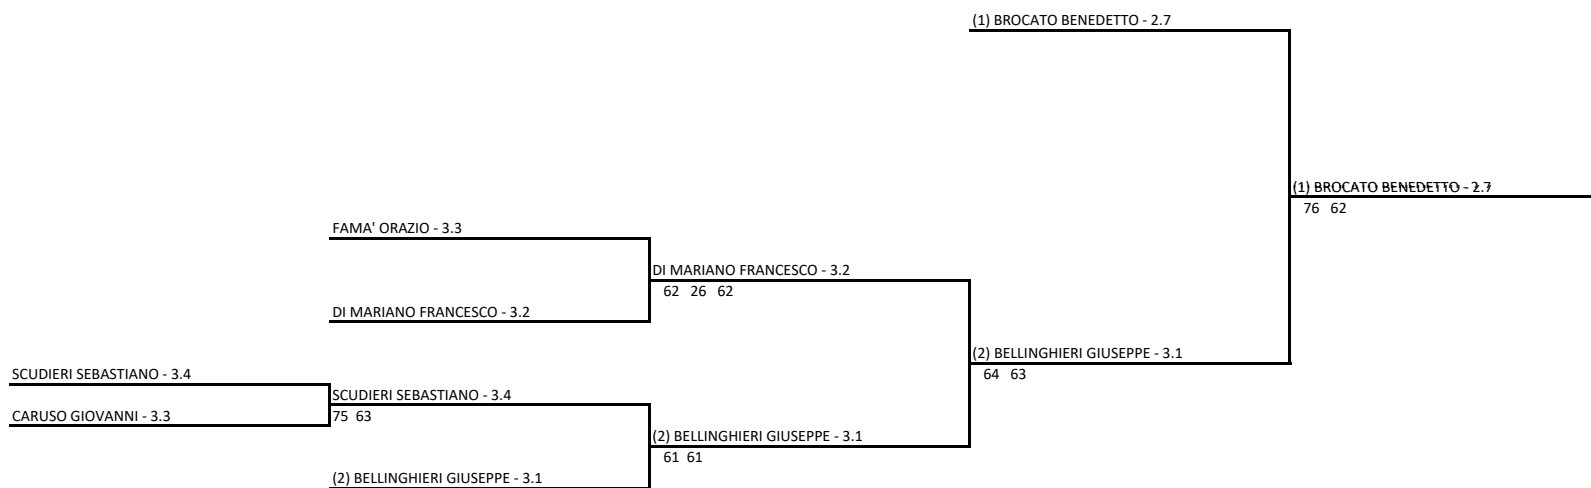 (1) BROCATO BENEDETTO - 2.7
(1) BROCATO BENEDETTO - 2.7
76 62
FAMA' ORAZIO - 3.3
DI MARIANO FRANCESCO - 3.2
62 26 62
DI MARIANO FRANCESCO - 3.2
(2) BELLINGHIERI GIUSEPPE - 3.1
64 63
SCUDIERI SEBASTIANO - 3.4
SCUDIERI SEBASTIANO - 3.4
75 63
CARUSO GIOVANNI - 3.3
(2) BELLINGHIERI GIUSEPPE - 3.1
61 61
(2) BELLINGHIERI GIUSEPPE - 3.1